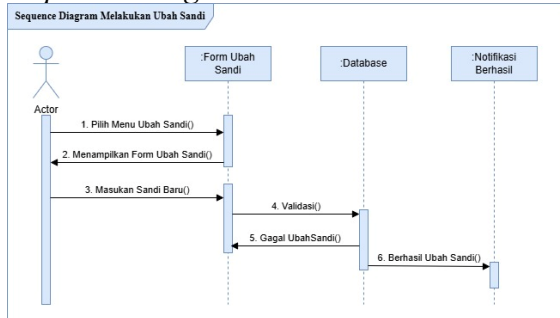 Sequence Diagram Melakukan Ubah Sandi
:Form Ubah
Sandi
:Database
:Notifikasi
Berhasil
Actor
1. Pilih Menu Ubah Sandi()
2. Menampilkan Form Ubah Sandi()
3. Masukan Sandi Baru()
4. Validasi()
5. Gagal UbahSandi()
6. Berhasil Ubah Sandi()